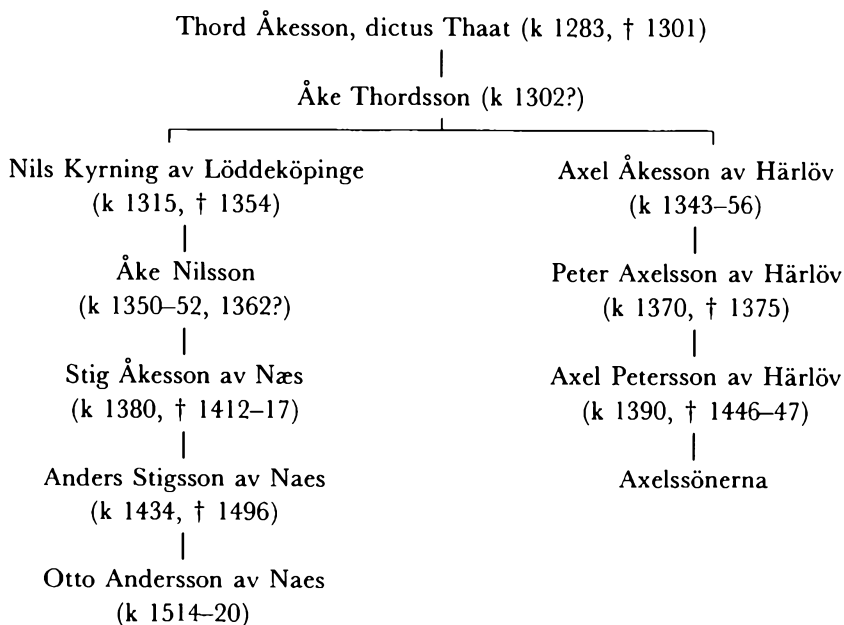 Thord Åkesson, dictus Thaat (k 1283, † 1301)
Åke Thordsson (k 1302?)
Nils Kyrning av Löddeköpinge
(k 1315, † 1354)
Åke Nilsson
(k 1350–52, 1362?)
Stig Åkesson av Næs
(k 1380, † 1412–17)
Anders Stigsson av Naes
(k 1434, † 1496)
Otto Andersson av Naes
(k 1514–20)
Axel Åkesson av Härlöv
(k 1343–56)
Peter Axelsson av Härlöv
(k 1370, † 1375)
Axel Petersson av Härlöv
(k 1390, † 1446–47)
Axelssönerna